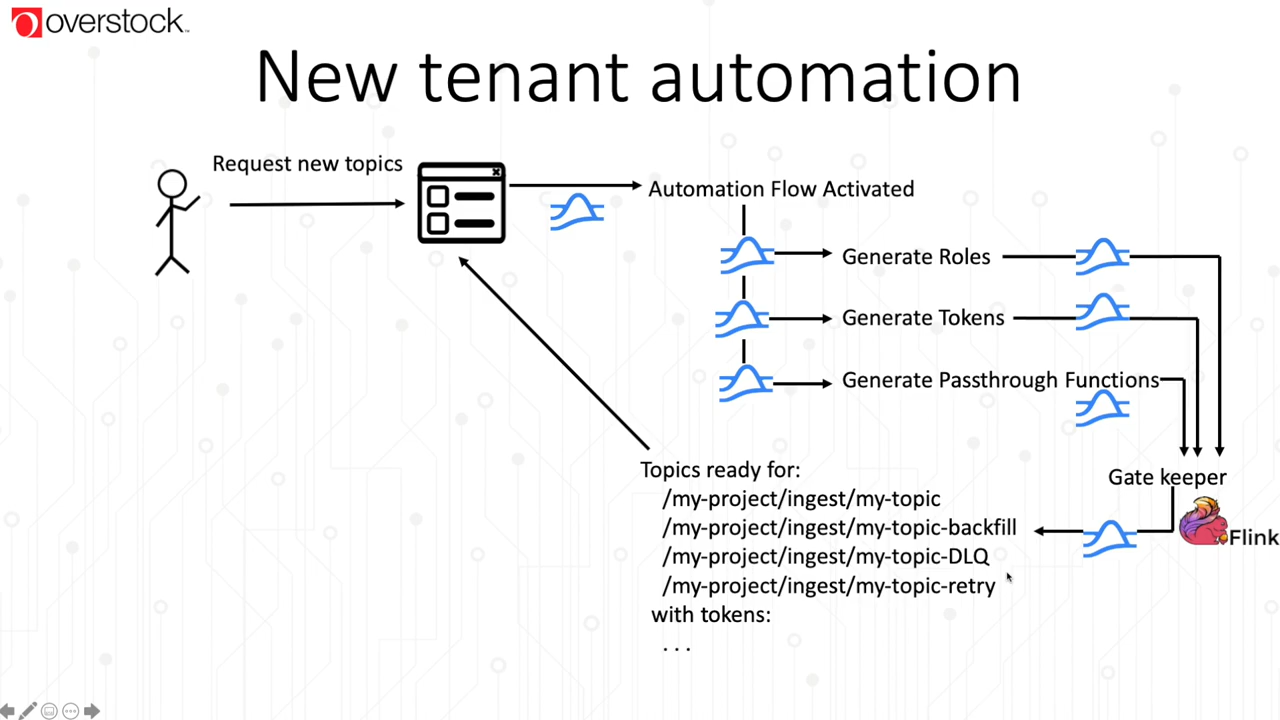 overstock™
New tenant automation
Request new topics
Automation Flow Activated
Generate Roles
Generate Tokens
Generate Passthrough Functions
Gate keeper
Flink
Topics ready for:
/my-project/ingest/my-topic
/my-project/ingest/my-topic-backfill
/my-project/ingest/my-topic-DLQ
/my-project/ingest/my-topic-retry
with tokens:
. . .